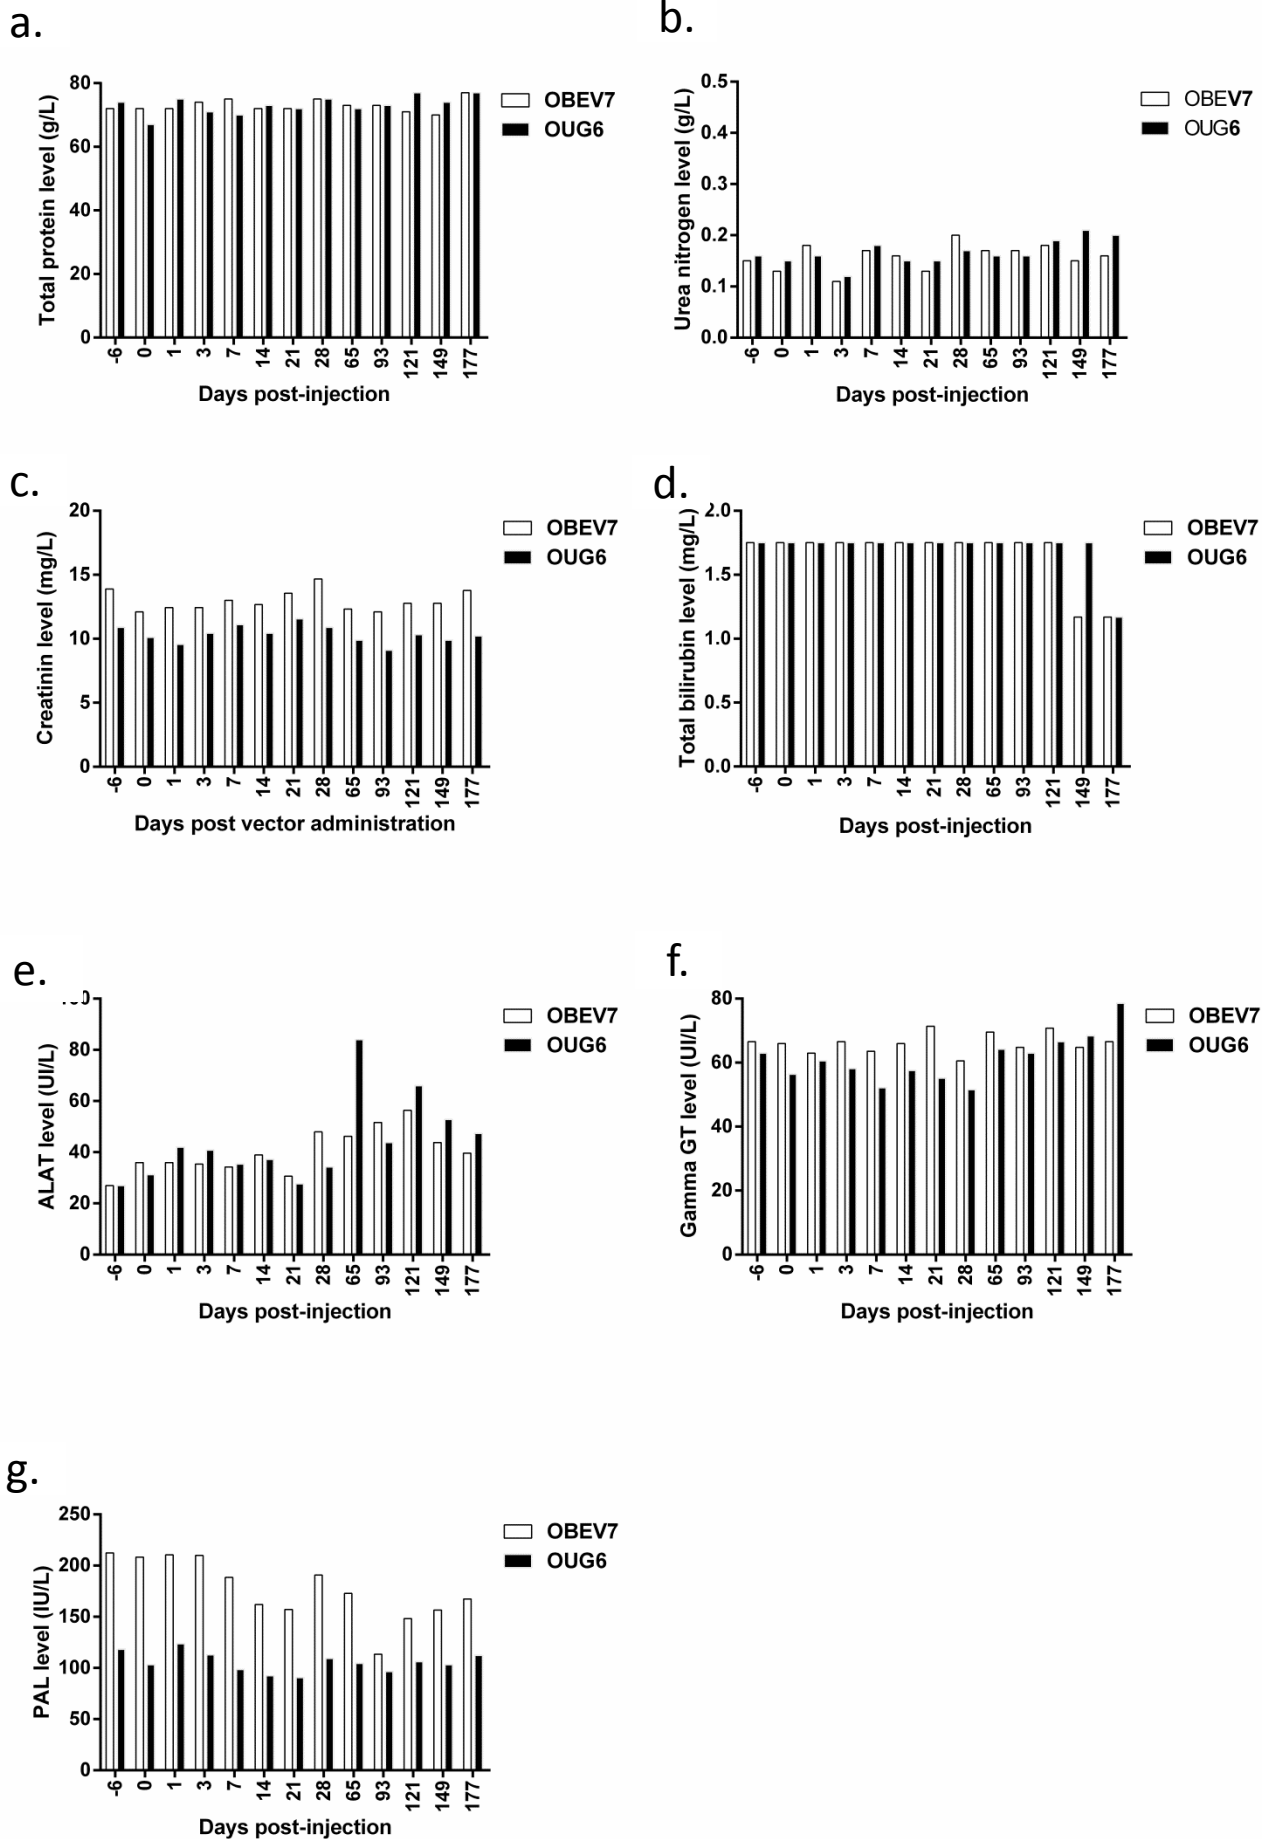 a.
80
60
40
20
0
Total protein level (g/L)
-6 0 1 3 7 14 21 28 65 93 121 149 177
Days post-injection
OBEV7
OUG6
b.
0.5
0.4
0.3
0.2
0.1
0.0
Urea nitrogen level (g/L)
-6 0 1 3 7 14 21 28 65 93 121 149 177
Days post-injection
OBEV7
OUG6
c.
20
15
10
5
0
Creatinin level (mg/L)
-6 0 1 3 7 14 21 28 65 93 121 149 177
Days post vector administration
OBEV7
OUG6
d.
2.0
1.5
1.0
0.5
0.0
Total bilirubin level (mg/L)
-6 0 1 3 7 14 21 28 65 93 121 149 177
Days post-injection
OBEV7
OUG6
e.
80
60
40
20
0
ALAT level (UI/L)
-6 0 1 3 7 14 21 28 65 93 121 149 177
Days post-injection
OBEV7
OUG6
f.
80
60
40
20
0
Gamma GT level (UI/L)
-6 0 1 3 7 14 21 28 65 93 121 149 177
Days post-injection
OBEV7
OUG6
g.
250
200
150
100
50
0
PAL level (IU/L)
-6 0 1 3 7 14 21 28 65 93 121 149 177
Days post-injection
OBEV7
OUG6